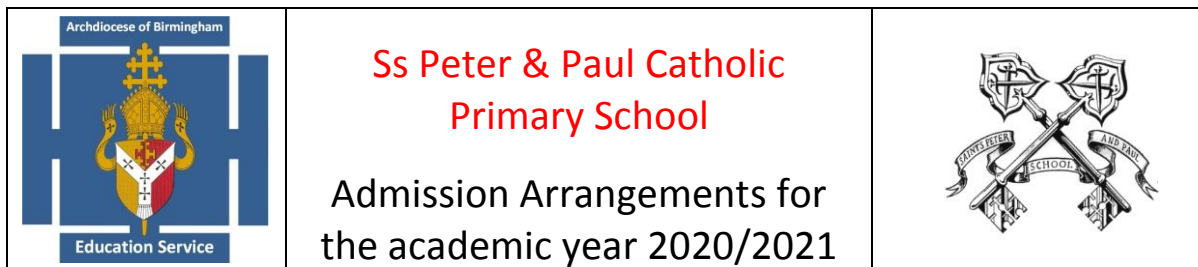 Archdiocese of Birmingham
Education Service
Ss Peter & Paul Catholic
Primary School
Admission Arrangements for
the academic year 2020/2021
SAINTS PETER
SCHOOL
AND PAUL